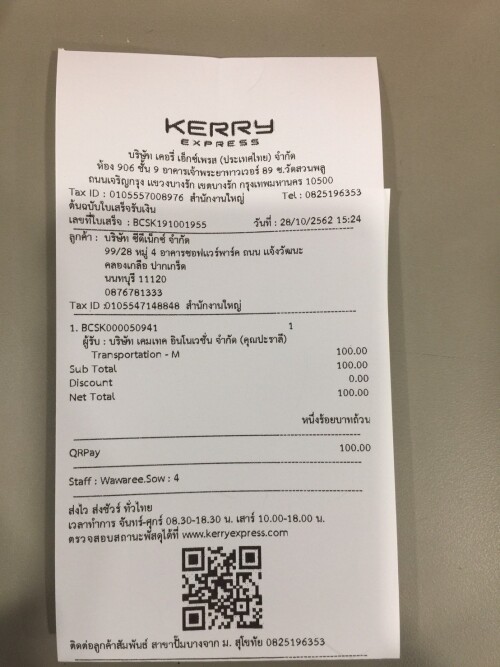 KERRY
EXPRESS
บริษัท เคอรี่ เอ็กซ์เพรส (ประเทศไทย) จำกัด
ห้อง 906 ชั้น 9 อาคารเจ้าพระยาทาวเวอร์ 89 ซ.วัดสวนพลู
ถนนเจริญกรุง แขวงบางรัก เขตบางรัก กรุงเทพมหานคร 10500
Tax ID : 0105557008976 สำนักงานใหญ่ Tel : 0825196353
ต้นฉบับใบเสร็จรับเงิน
เลขที่ใบเสร็จ : BCSK191001955 วันที่ : 28/10/2562 15:24
ลูกค้า : บริษัท ซีดีเน็กซ์ จำกัด
99/28 หมู่ 4 อาคารซอฟแวร์พาร์ค ถนน แจ้งวัฒนะ
คลองเกลือ ปากเกร็ด
นนทบุรี 11120
0876781333
Tax ID :0105547148848 สำนักงานใหญ่
1. BCSK000050941 1
ผู้รับ : บริษัท เคมเทค อินโนเวชั่น จำกัด (คุณปะราลี)
Transportation - M 100.00
Sub Total 100.00
Discount 0.00
Net Total 100.00
หนึ่งร้อยบาทถ้วน
QRPay 100.00
Staff : Wawaree.Sow : 4
ส่งไว ส่งชัวร์ ทั่วไทย
เวลาทำการ จันทร์-ศุกร์ 08.30-18.30 น. เสาร์ 10.00-18.00 น.
ตรวจสอบสถานะพัสดุได้ที่ www.kerryexpress.com
ติดต่อลูกค้าสัมพันธ์ สาขาปั๊มบางจาก ม. สุโขทัย 0825196353